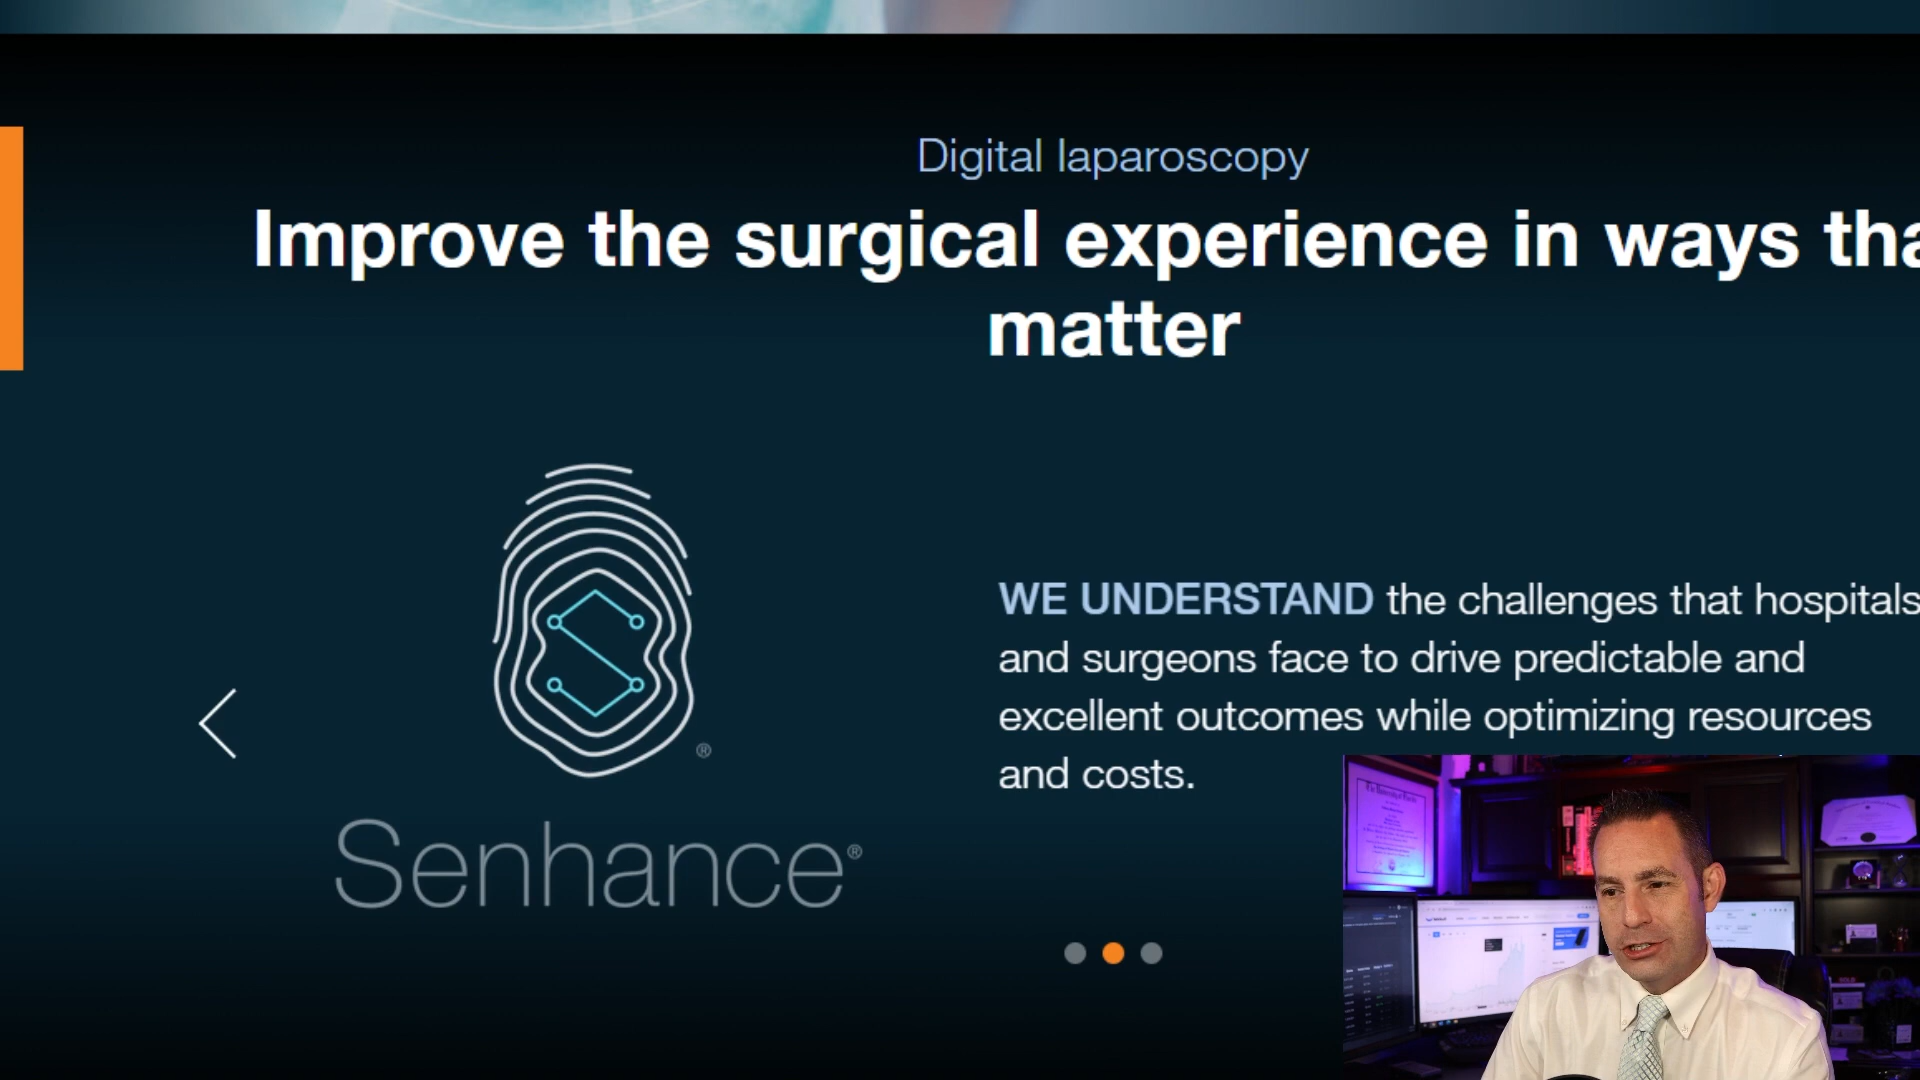 Digital laparoscopy
Improve the surgical experience in ways tha
matter
WE UNDERSTAND the challenges that hospitals
and surgeons face to drive predictable and
excellent outcomes while optimizing resources
and costs.
®
Senhance®